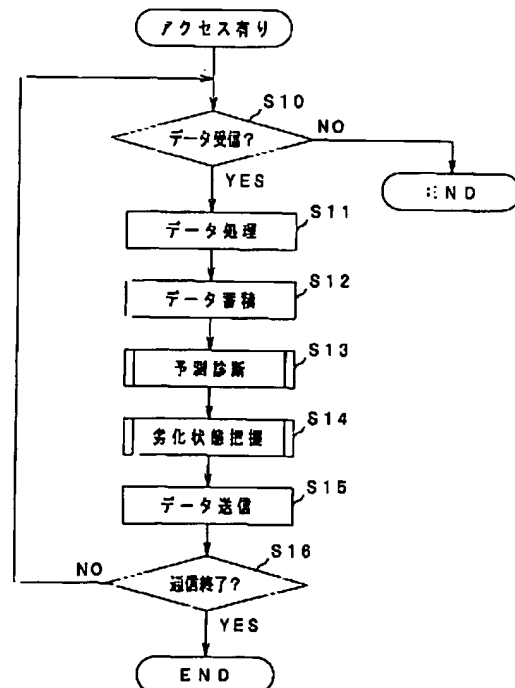 アクセス有り
S10
データ受信?
NO
YES
END
S11
データ処理
S12
データ蓄積
S13
予測診断
S14
劣化状態把握
S15
データ送信
S16
NO
通信終了?
YES
END